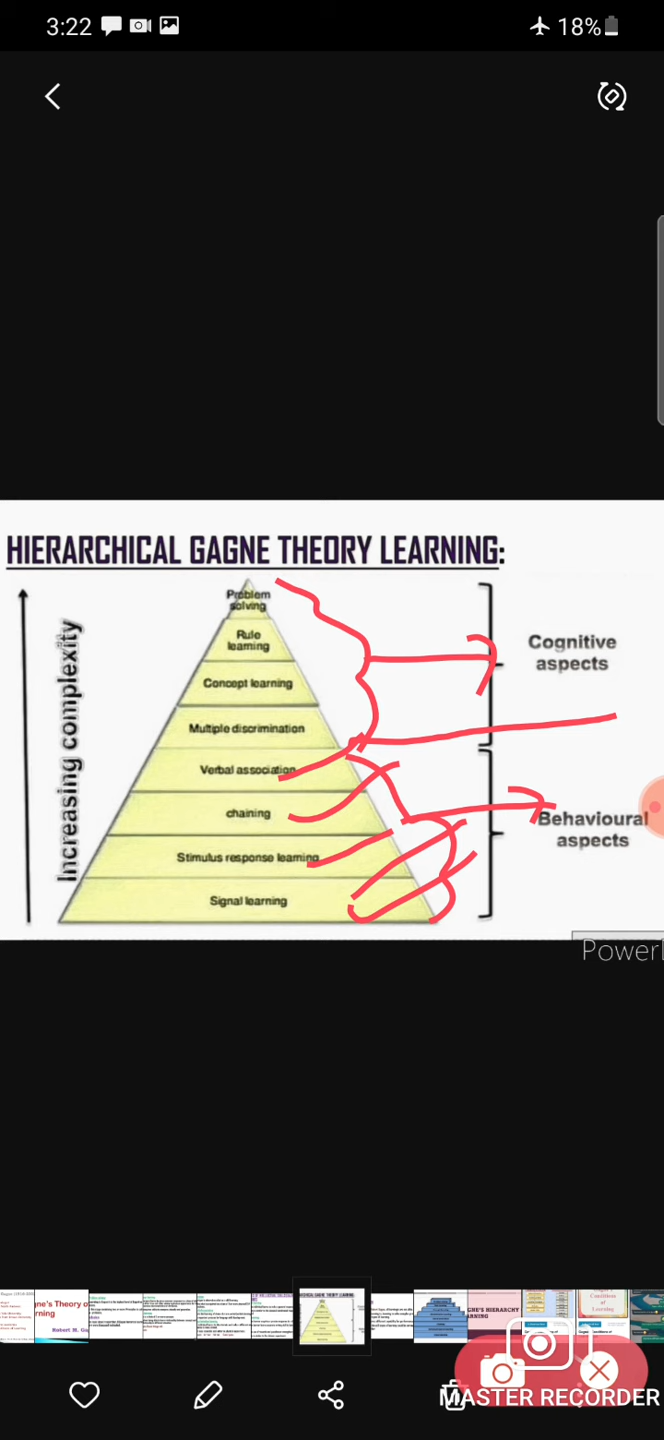 3:22
18%
HIERARCHICAL GAGNE THEORY LEARNING:
Increasing complexity
Problem
solving
Rule
learning
Concept learning
Multiple discrimination
Verbal association
chaining
Stimulus response learning
Signal learning
Cognitive
aspects
Behavioural
aspects
Power
MASTER RECORDER